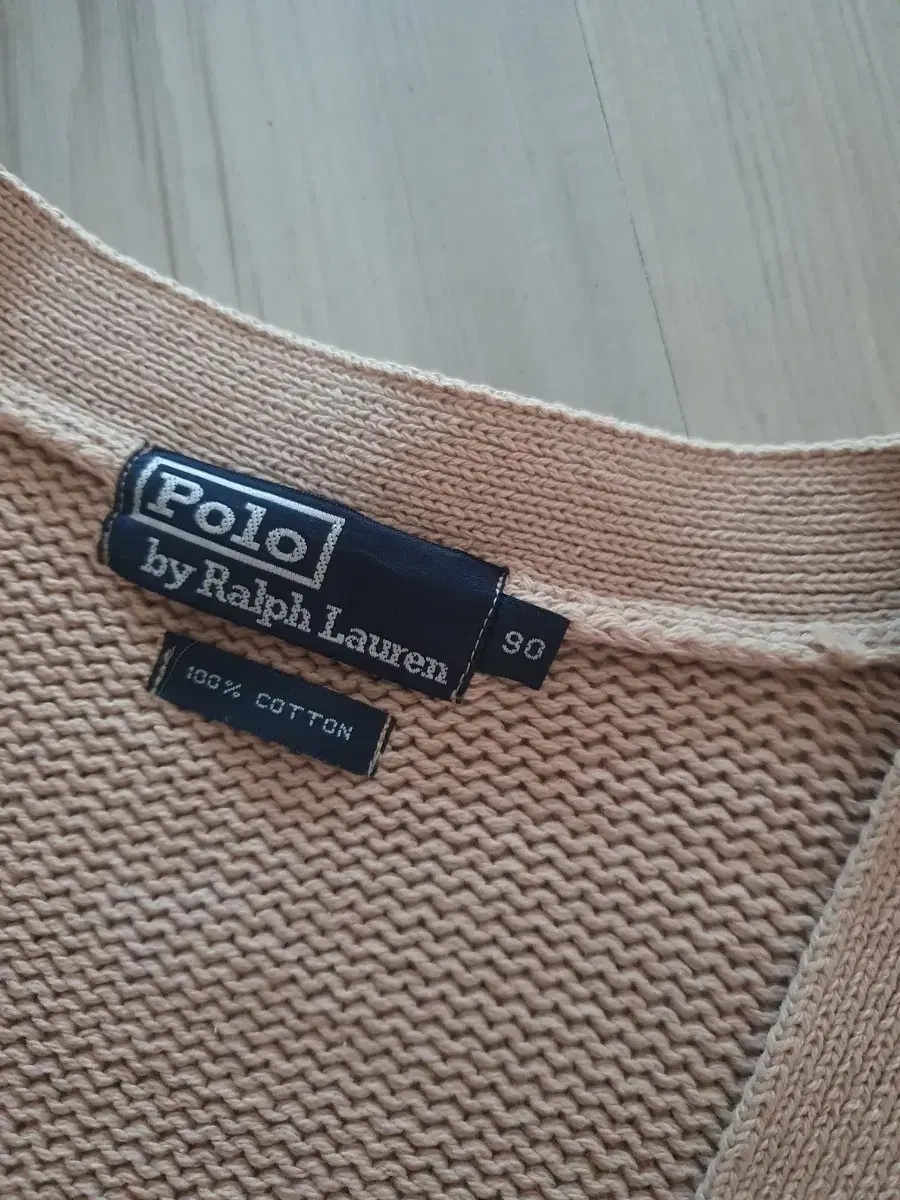 Polo
by Ralph Lauren
90
100% COTTON